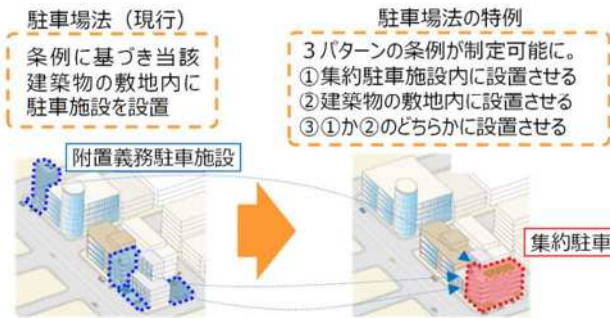 駐車場法（現行）
条例に基づき当該
建築物の敷地内に
駐車施設を設置
駐車場法の特例
３パターンの条例が制定可能に。
①集約駐車施設内に設置させる
②建築物の敷地内に設置させる
③①か②のどちらかに設置させる
附置義務駐車施設
集約駐車